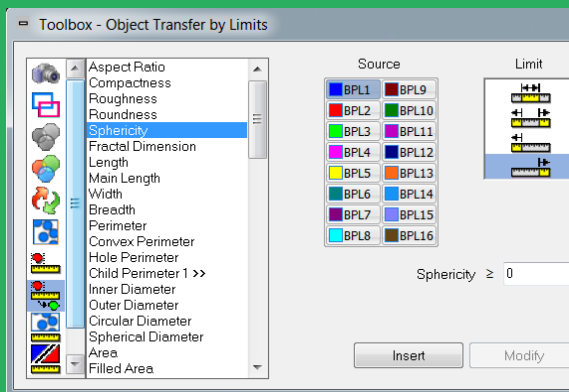 Toolbox - Object Transfer by Limits
Aspect Ratio
Compactness
Roughness
Roundness
Sphericity
Fractal Dimension
Length
Main Length
Width
Breadth
Perimeter
Convex Perimeter
Hole Perimeter
Child Perimeter 1 >>
Inner Diameter
Outer Diameter
Circular Diameter
Spherical Diameter
Area
Filled Area
Source
BPL1 BPL9
BPL2 BPL10
BPL3 BPL11
BPL4 BPL12
BPL5 BPL13
BPL6 BPL14
BPL7 BPL15
BPL8 BPL16
Limit
Sphericity ≥ 0
Insert Modify